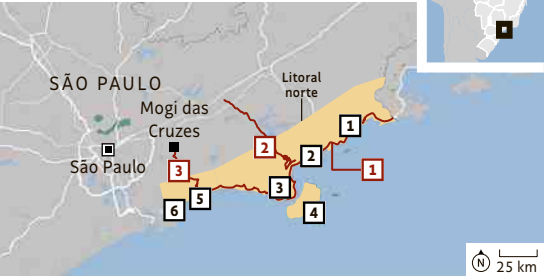 Litoral
norte
SÃO PAULO
Mogi das
Cruzes
São Paulo
1
2
2
1
3
3
5
4
6
N
25 km